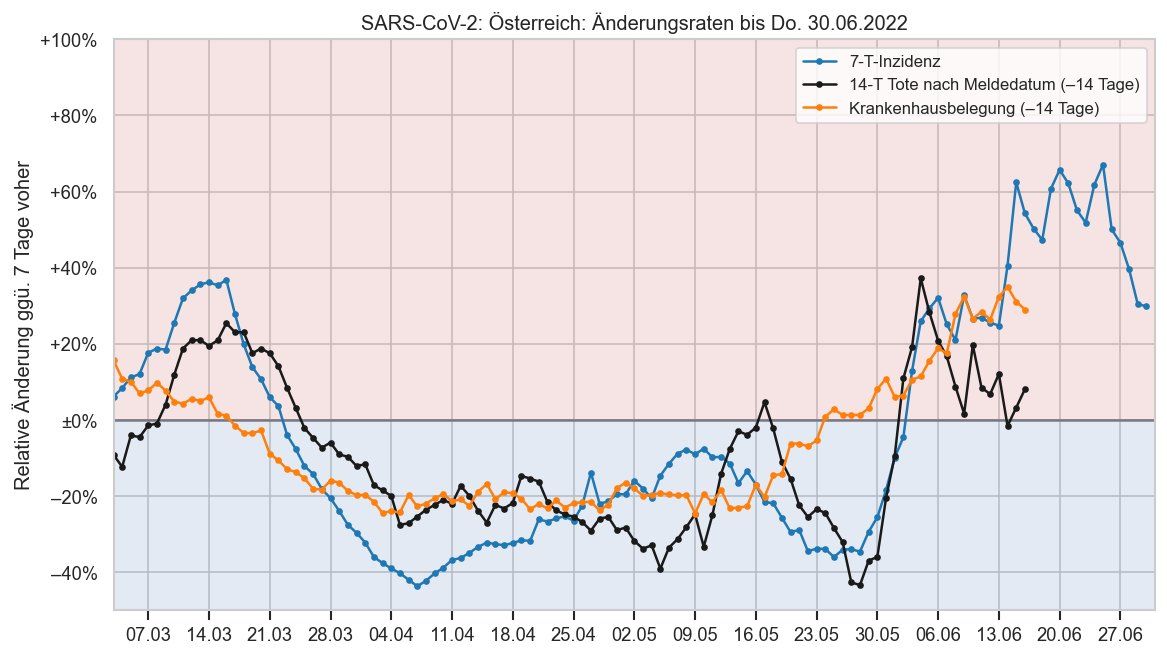 SARS-CoV-2: Österreich: Änderungsraten bis Do. 30.06.2022
Relative Änderung ggü. 7 Tage voher
+100%
+80%
+60%
+40%
+20%
±0%
–20%
–40%
7-T-Inzidenz
14-T Tote nach Meldedatum (–14 Tage)
Krankenhausbelegung (–14 Tage)
07.03 14.03 21.03 28.03 04.04 11.04 18.04 25.04 02.05 09.05 16.05 23.05 30.05 06.06 13.06 20.06 27.06